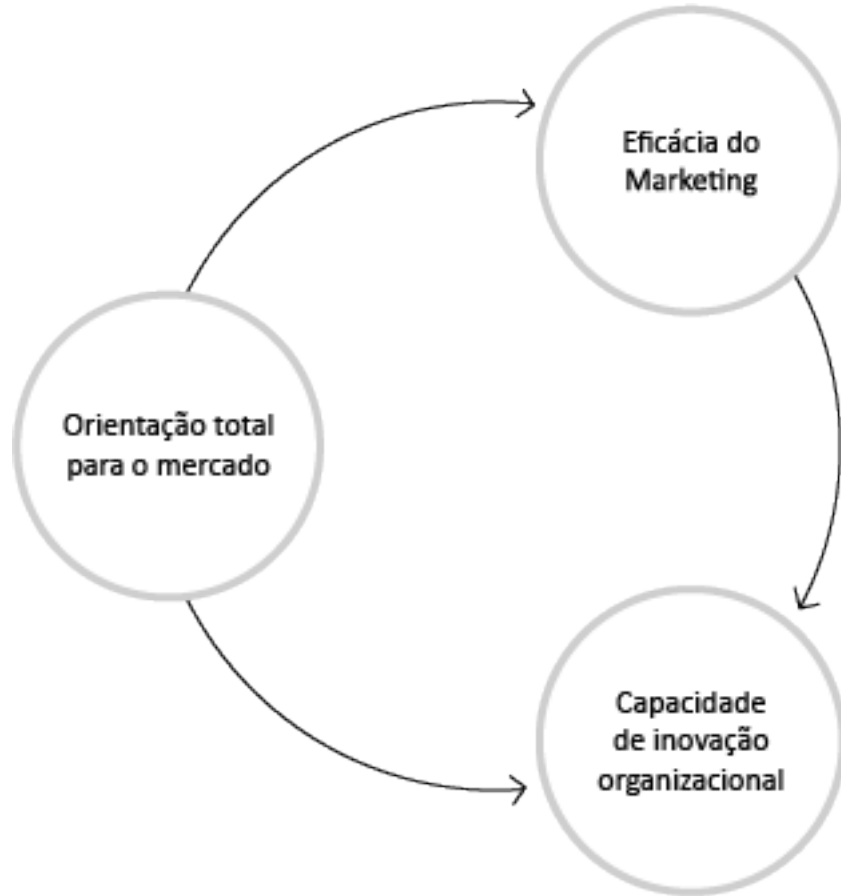 Eficácia do
Marketing
Orientação total
para o mercado
Capacidade
de inovação
organizacional